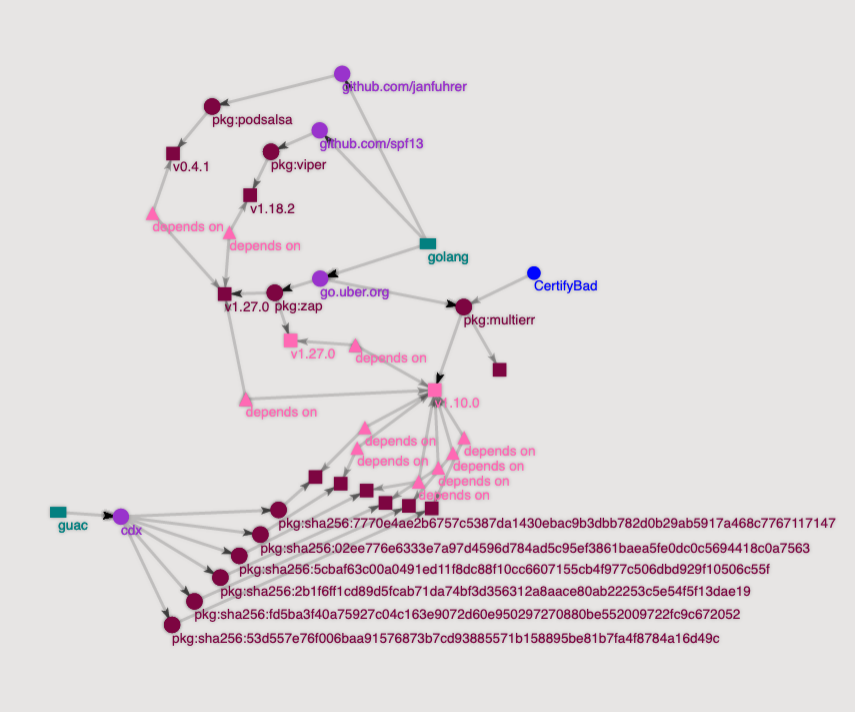 github.com/janfuhrer
pkg:podsalsa
github.com/spf13
pkg:viper
v0.4.1
v1.18.2
depends on
depends on
golang
CertifyBad
go.uber.org
v1.27.0
pkg:zap
pkg:multierr
v1.27.0
depends on
v1.10.0
depends on
depends on
depends on
depends on
depends on
depends on
depends on
guac
cdx
pkg:sha256:7770e4ae2b6757c5387da1430ebac9b3dbb782d0b29ab5917a468c7767117147
pkg:sha256:02ee776e6333e7a97d4596d784ad5c95ef3861baea5fe0dc0c5694418c0a7563
pkg:sha256:5cbaf63c00a0491ed11f8dc88f10cc6607155cb4f977c506dbd929f10506c55f
pkg:sha256:2b1f6ff1cd89d5fcab71da74bf3d356312a8aace80ab22253c5e54f5f13dae19
pkg:sha256:fd5ba3f40a75927c04c163e9072d60e950297270880be552009722fc9c672052
pkg:sha256:53d557e76f006baa91576873b7cd93885571b158895be81b7fa4f8784a16d49c